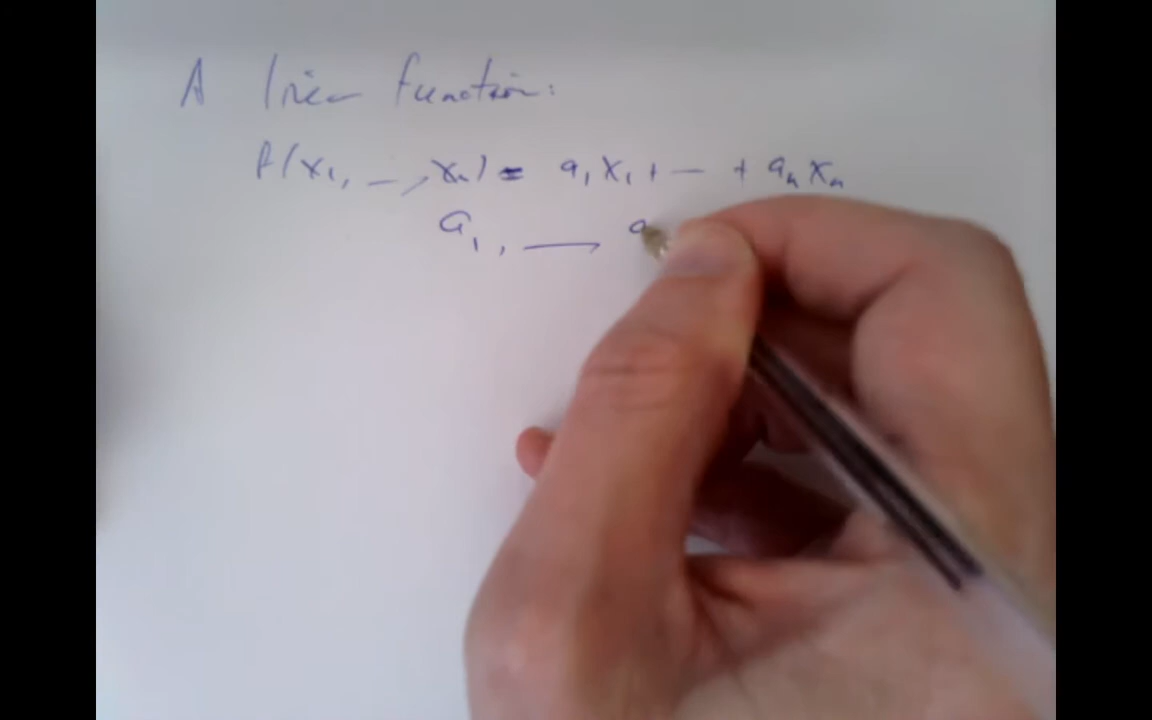 A linear function:
f(x₁, — , xₙ) = a₁x₁ + — + aₙxₙ
a₁, — a